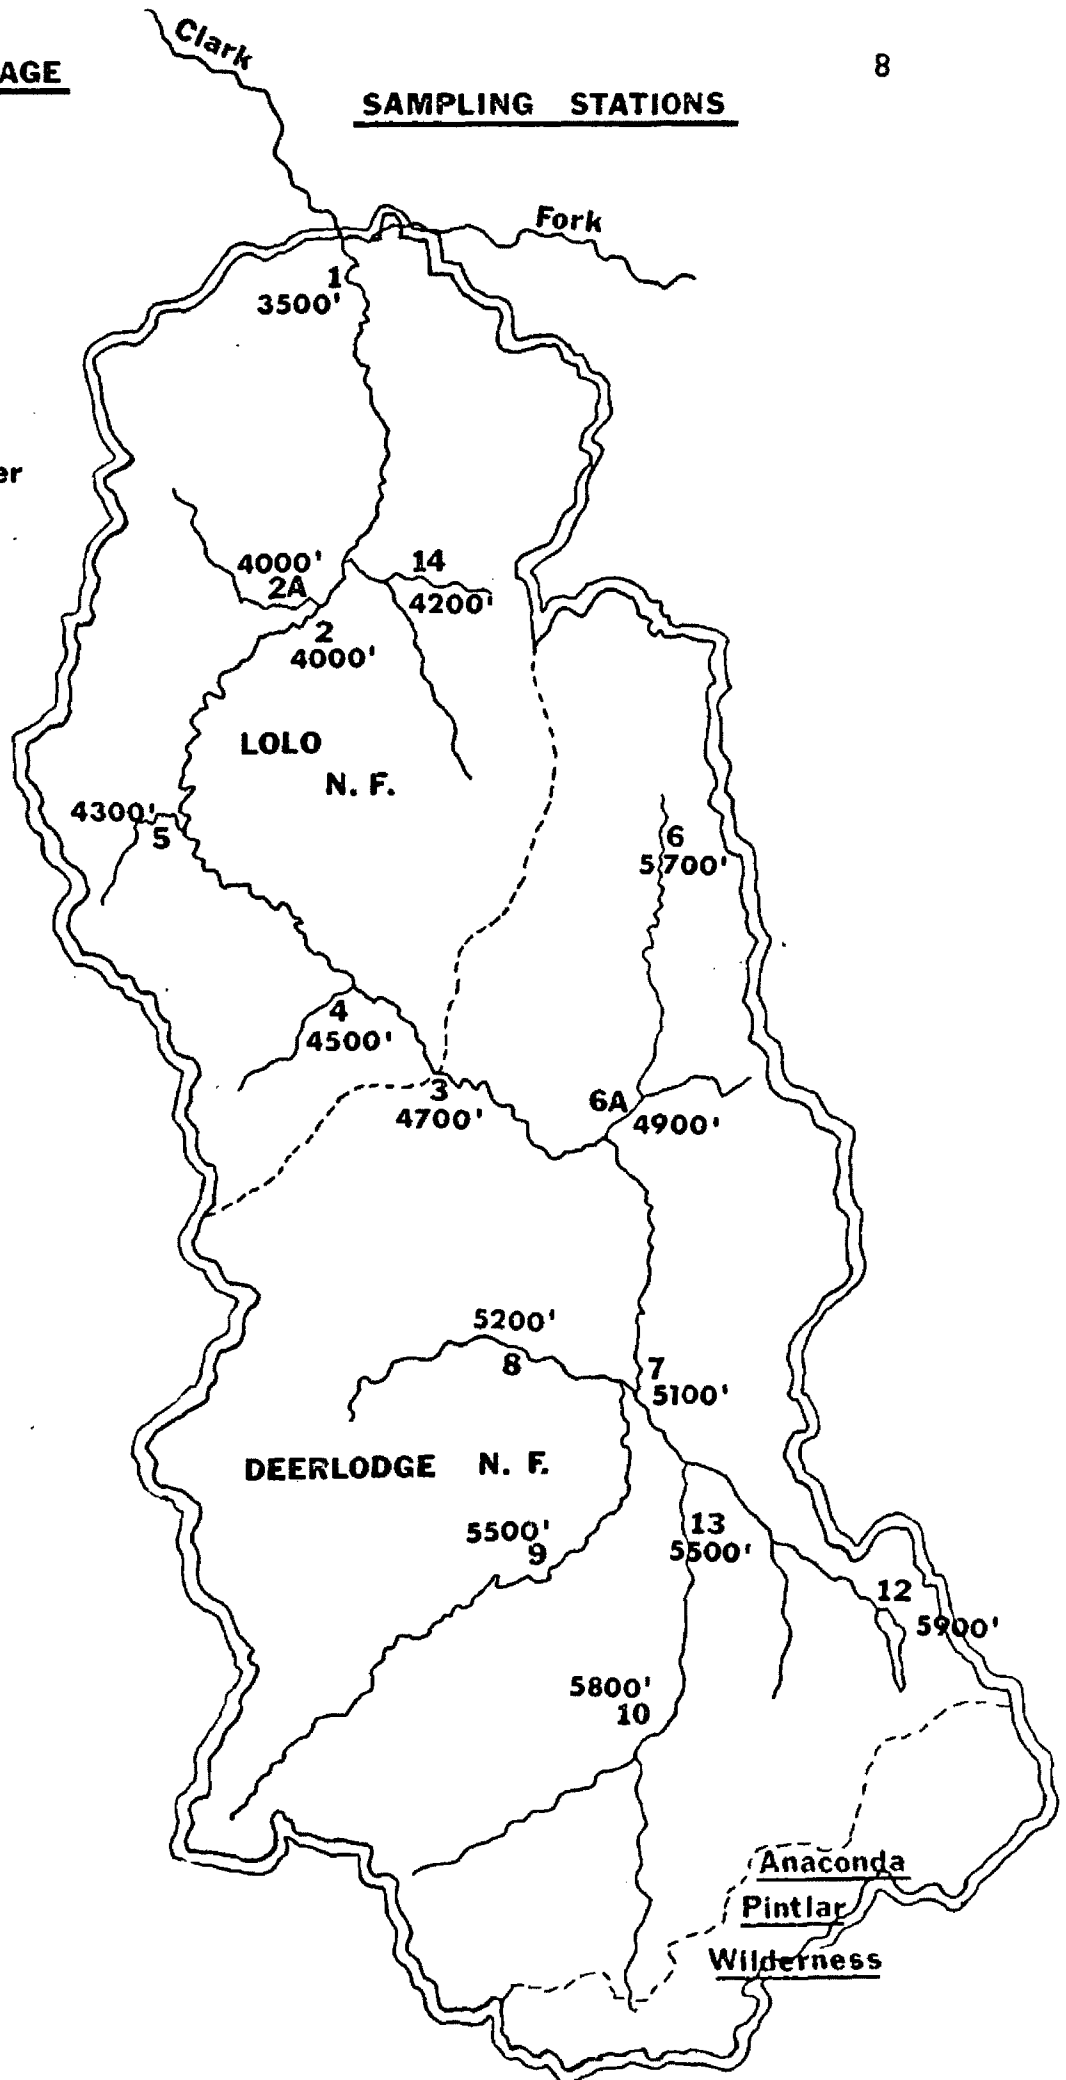 Clark
8
AGE
SAMPLING STATIONS
Fork
1
3500'
er
4000'
2A
14
4200'
2
4000'
LOLO
N. F.
4300'
5
6
5700'
4
4500'
3
4700'
6A
4900'
5200'
8
7
5100'
DEERLODGE N. F.
5500'
9
13
5500'
12
5900'
5800'
10
Anaconda
Pintlar
Wilderness